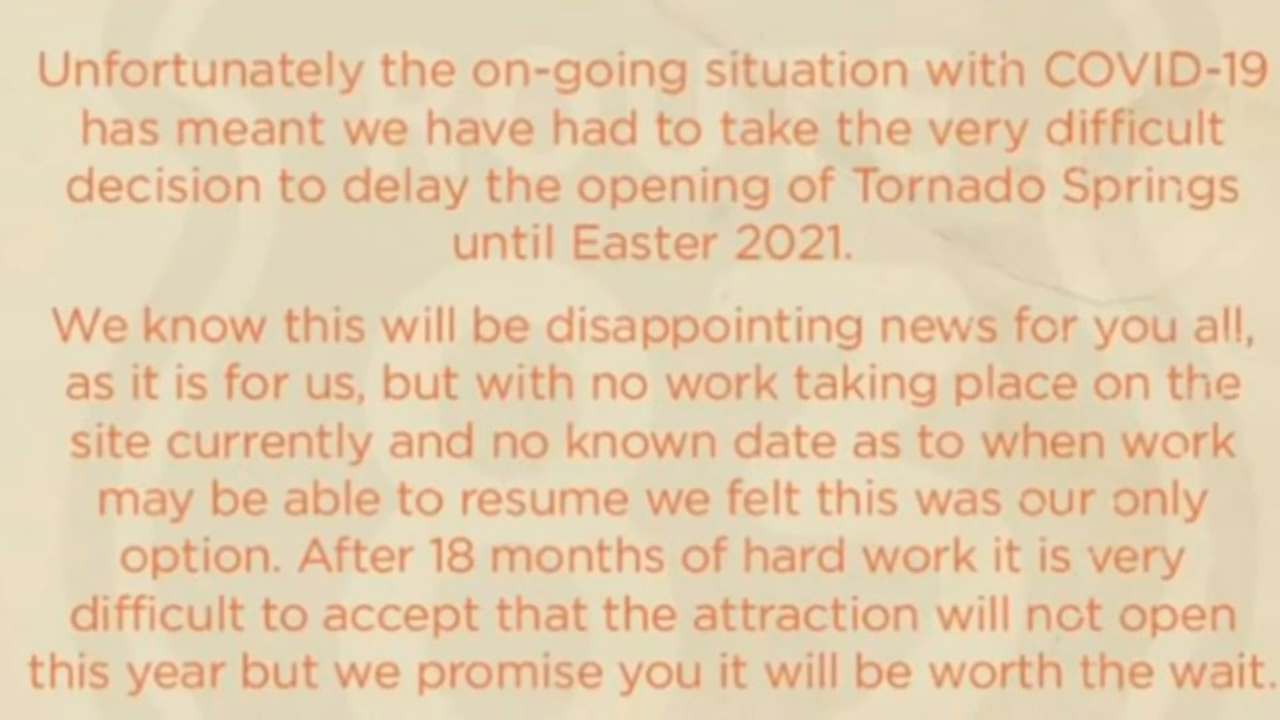 Unfortunately the on-going situation with COVID-19
has meant we have had to take the very difficult
decision to delay the opening of Tornado Springs
until Easter 2021.
We know this will be disappointing news for you all,
as it is for us, but with no work taking place on the
site currently and no known date as to when work
may be able to resume we felt this was our only
option. After 18 months of hard work it is very
difficult to accept that the attraction will not open
this year but we promise you it will be worth the wait.